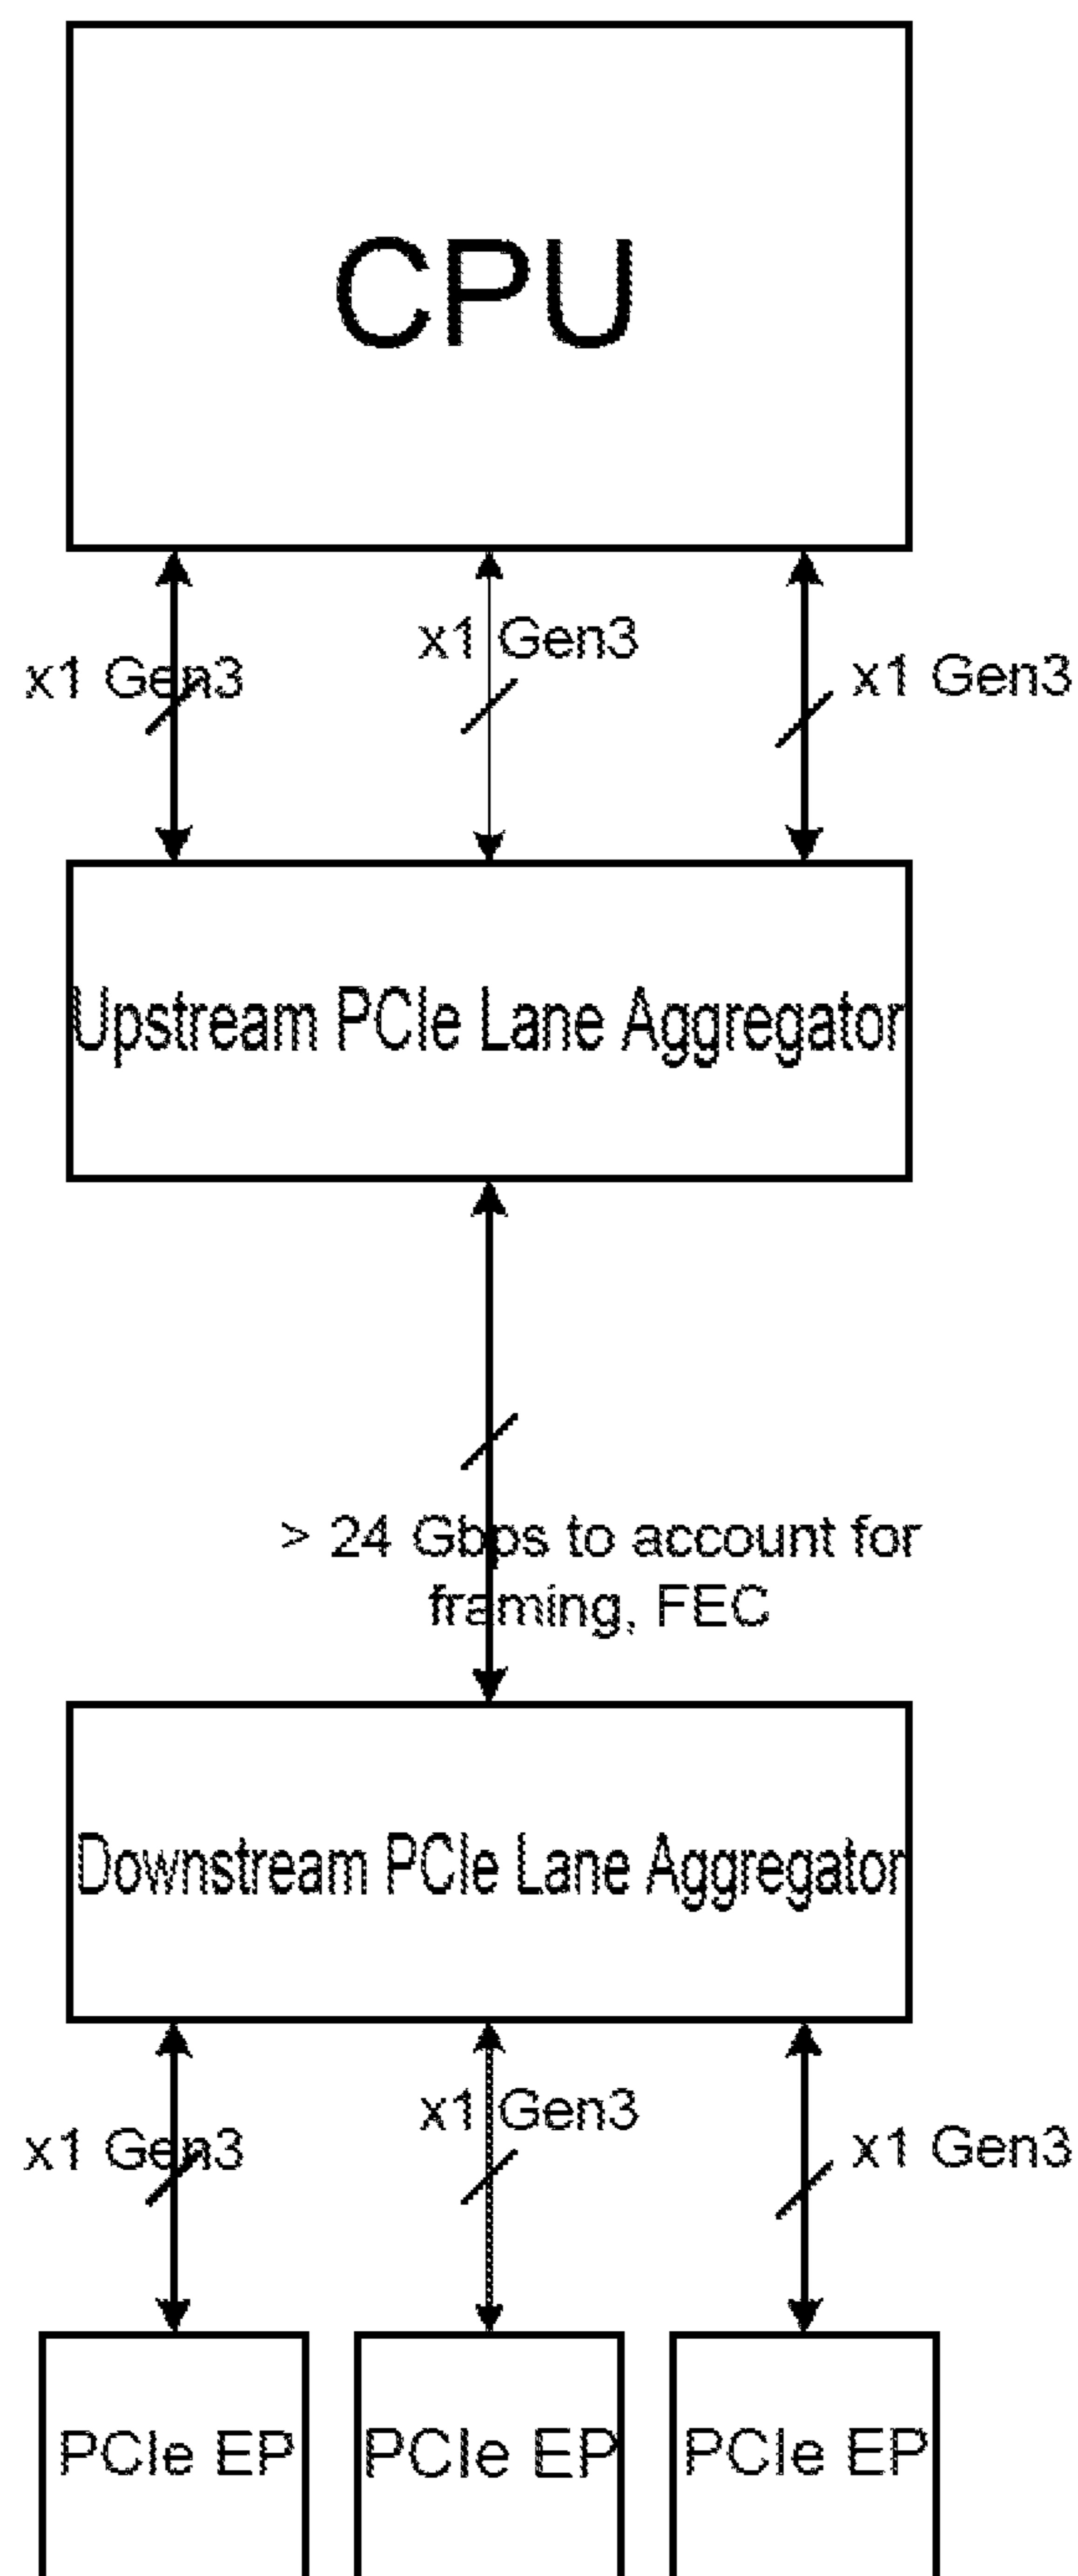 CPU
x1 Gen3
x1 Gen3
x1 Gen3
Upstream PCIe Lane Aggregator
> 24 Gbps to account for
framing, FEC
Downstream PCIe Lane Aggregator
x1 Gen3
x1 Gen3
x1 Gen3
PCIe EP
PCIe EP
PCIe EP